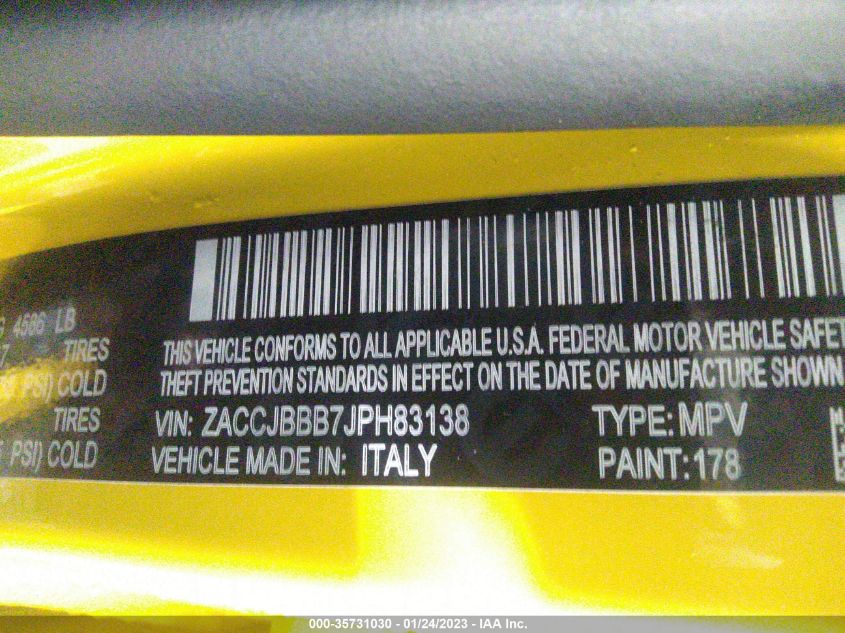 4586 LB
TIRES
PSI) COLD
TIRES
PSI) COLD
THIS VEHICLE CONFORMS TO ALL APPLICABLE U.S.A. FEDERAL MOTOR VEHICLE SAFET
THEFT PREVENTION STANDARDS IN EFFECT ON THE DATE OF MANUFACTURE SHOWN
VIN: ZACCJBBB7JPH83138 TYPE: MPV
VEHICLE MADE IN: ITALY PAINT: 178
000-35731030 - 01/24/2023 - IAA Inc.